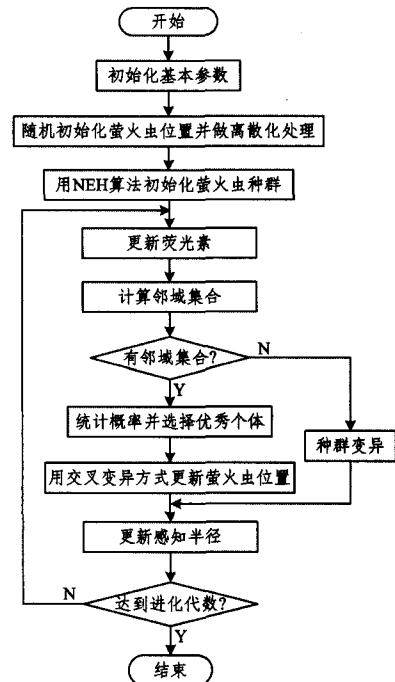 开始
初始化基本参数
随机初始化萤火虫位置并做离散化处理
用NEH算法初始化萤火虫种群
更新荧光素
计算邻域集合
有邻域集合?
N
Y
统计概率并选择优秀个体
种群变异
用交叉变异方式更新萤火虫位置
更新感知半径
N
达到进化代数?
Y
结束